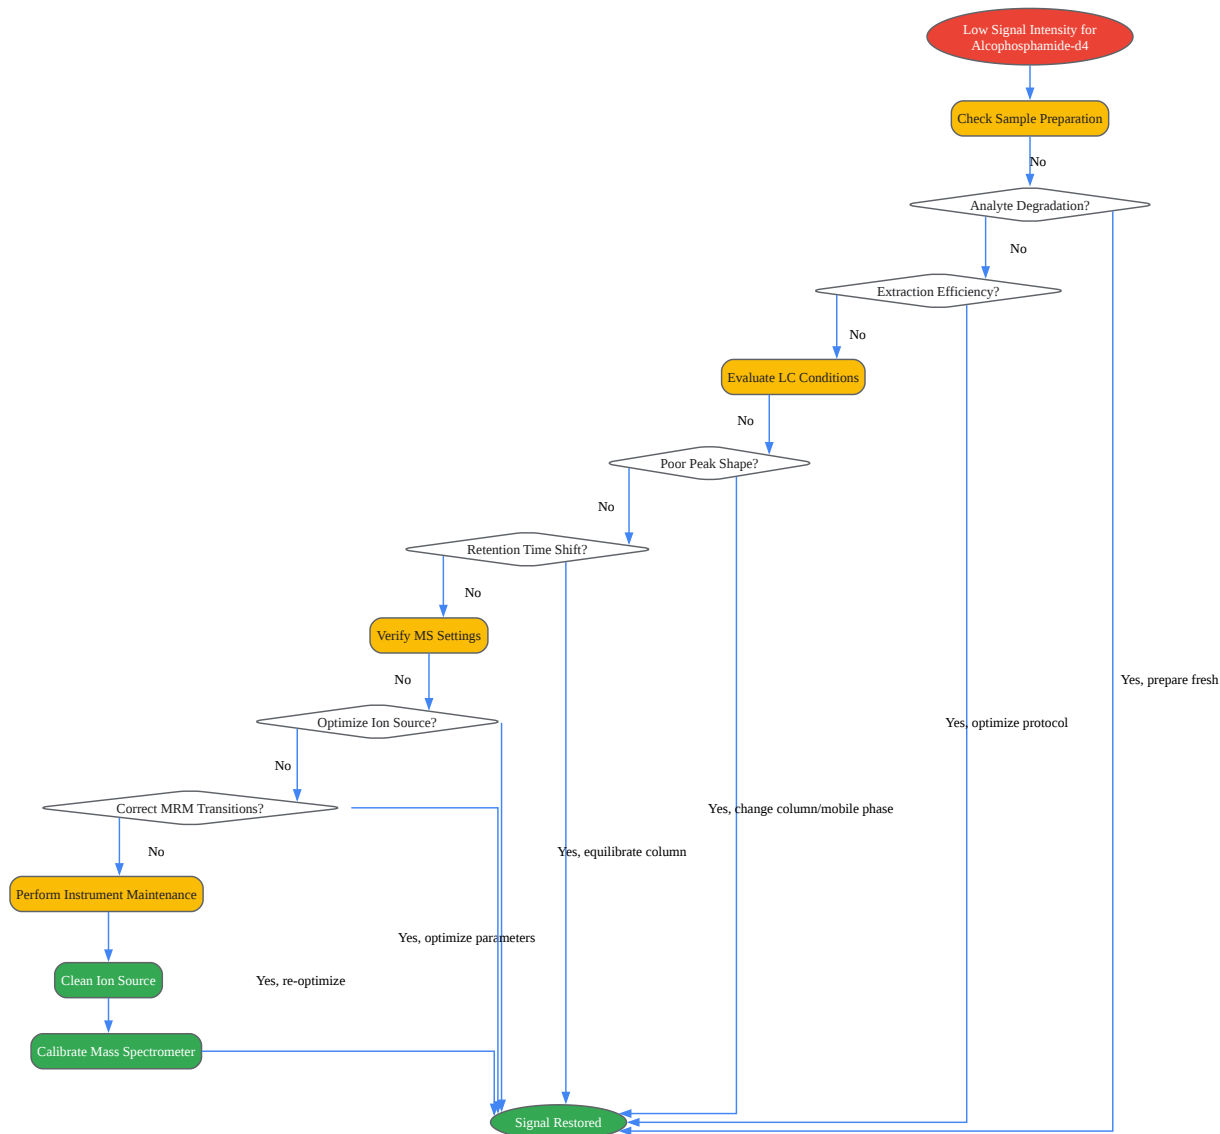 Low Signal Intensity for
Alcophosphamide-d4
Check Sample Preparation
No
Analyte Degradation?
No
Extraction Efficiency?
No
Evaluate LC Conditions
No
Poor Peak Shape?
No
Retention Time Shift?
No
Verify MS Settings
No
Yes, prepare fresh
Optimize Ion Source?
Yes, optimize protocol
No
Correct MRM Transitions?
Yes, change column/mobile phase
No
Yes, equilibrate column
Perform Instrument Maintenance
Yes, optimize parameters
Clean Ion Source
Yes, re-optimize
Calibrate Mass Spectrometer
Signal Restored